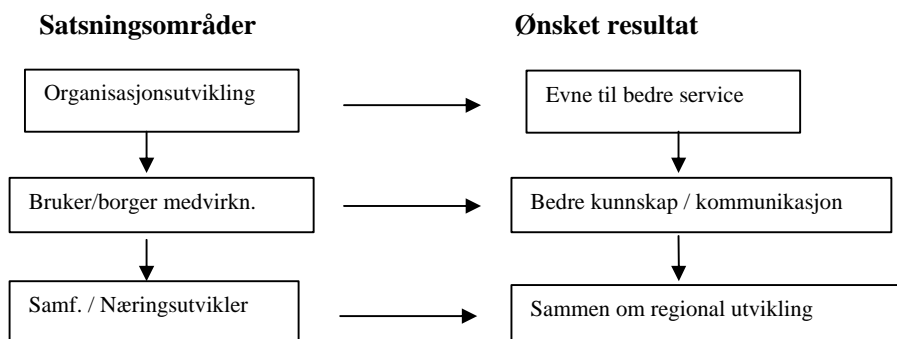 Satsningsområder
Ønsket resultat
Organisasjonsutvikling
Evne til bedre service
Bruker/borger medvirkn.
Bedre kunnskap / kommunikasjon
Samf. / Næringsutvikler
Sammen om regional utvikling